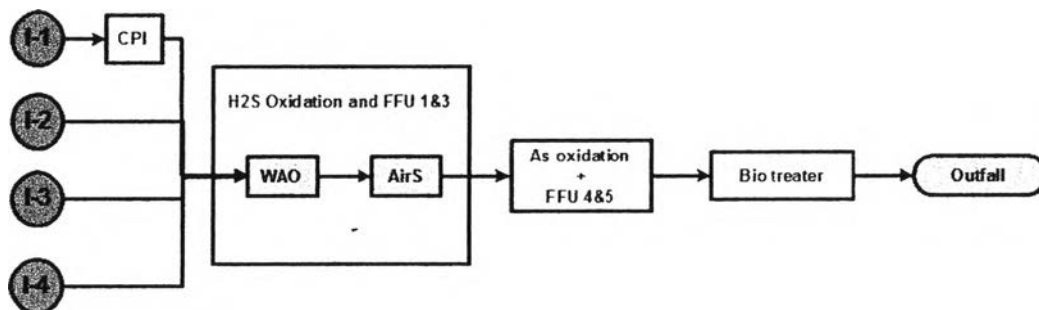 I-1
CPI
I-2
I-3
I-4
H2S Oxidation and FFU 1&3
WAO
AirS
As oxidation
+
FFU 4&5
Bio treater
Outfall